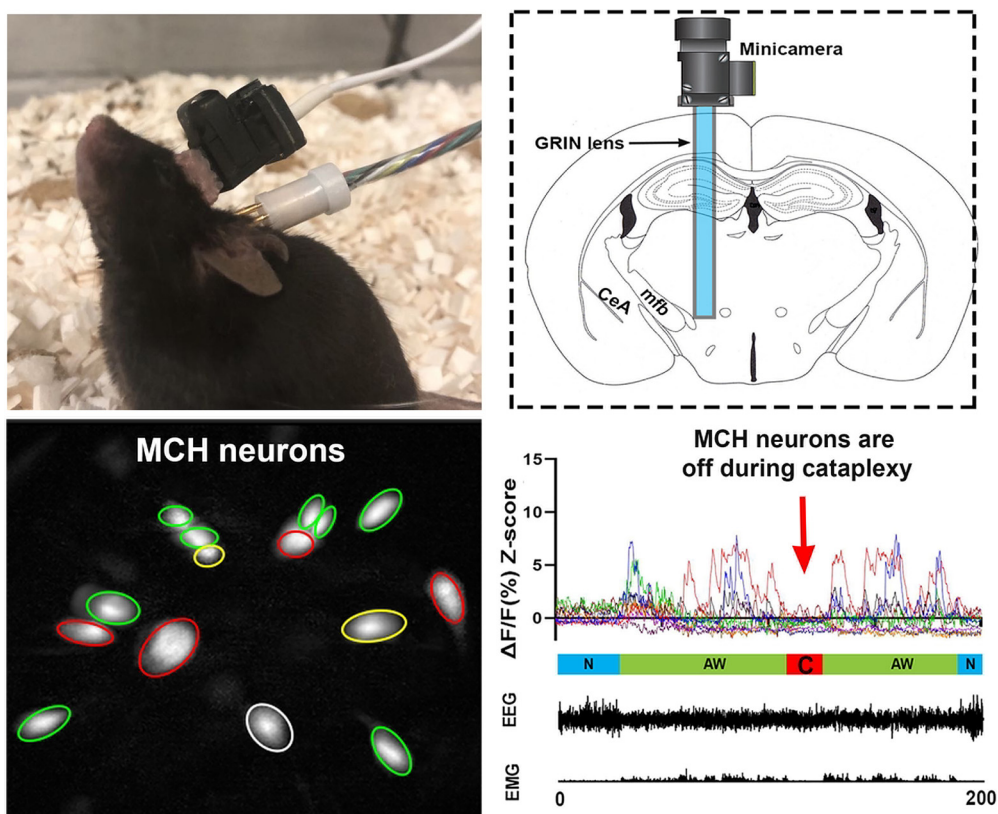 Minicamera
GRIN lens
CeA
mfb
MCH neurons
MCH neurons are
off during cataplexy
ΔF/F(%) Z-score
15
10
5
0
N
AW
C
AW
N
EEG
EMG
0
200